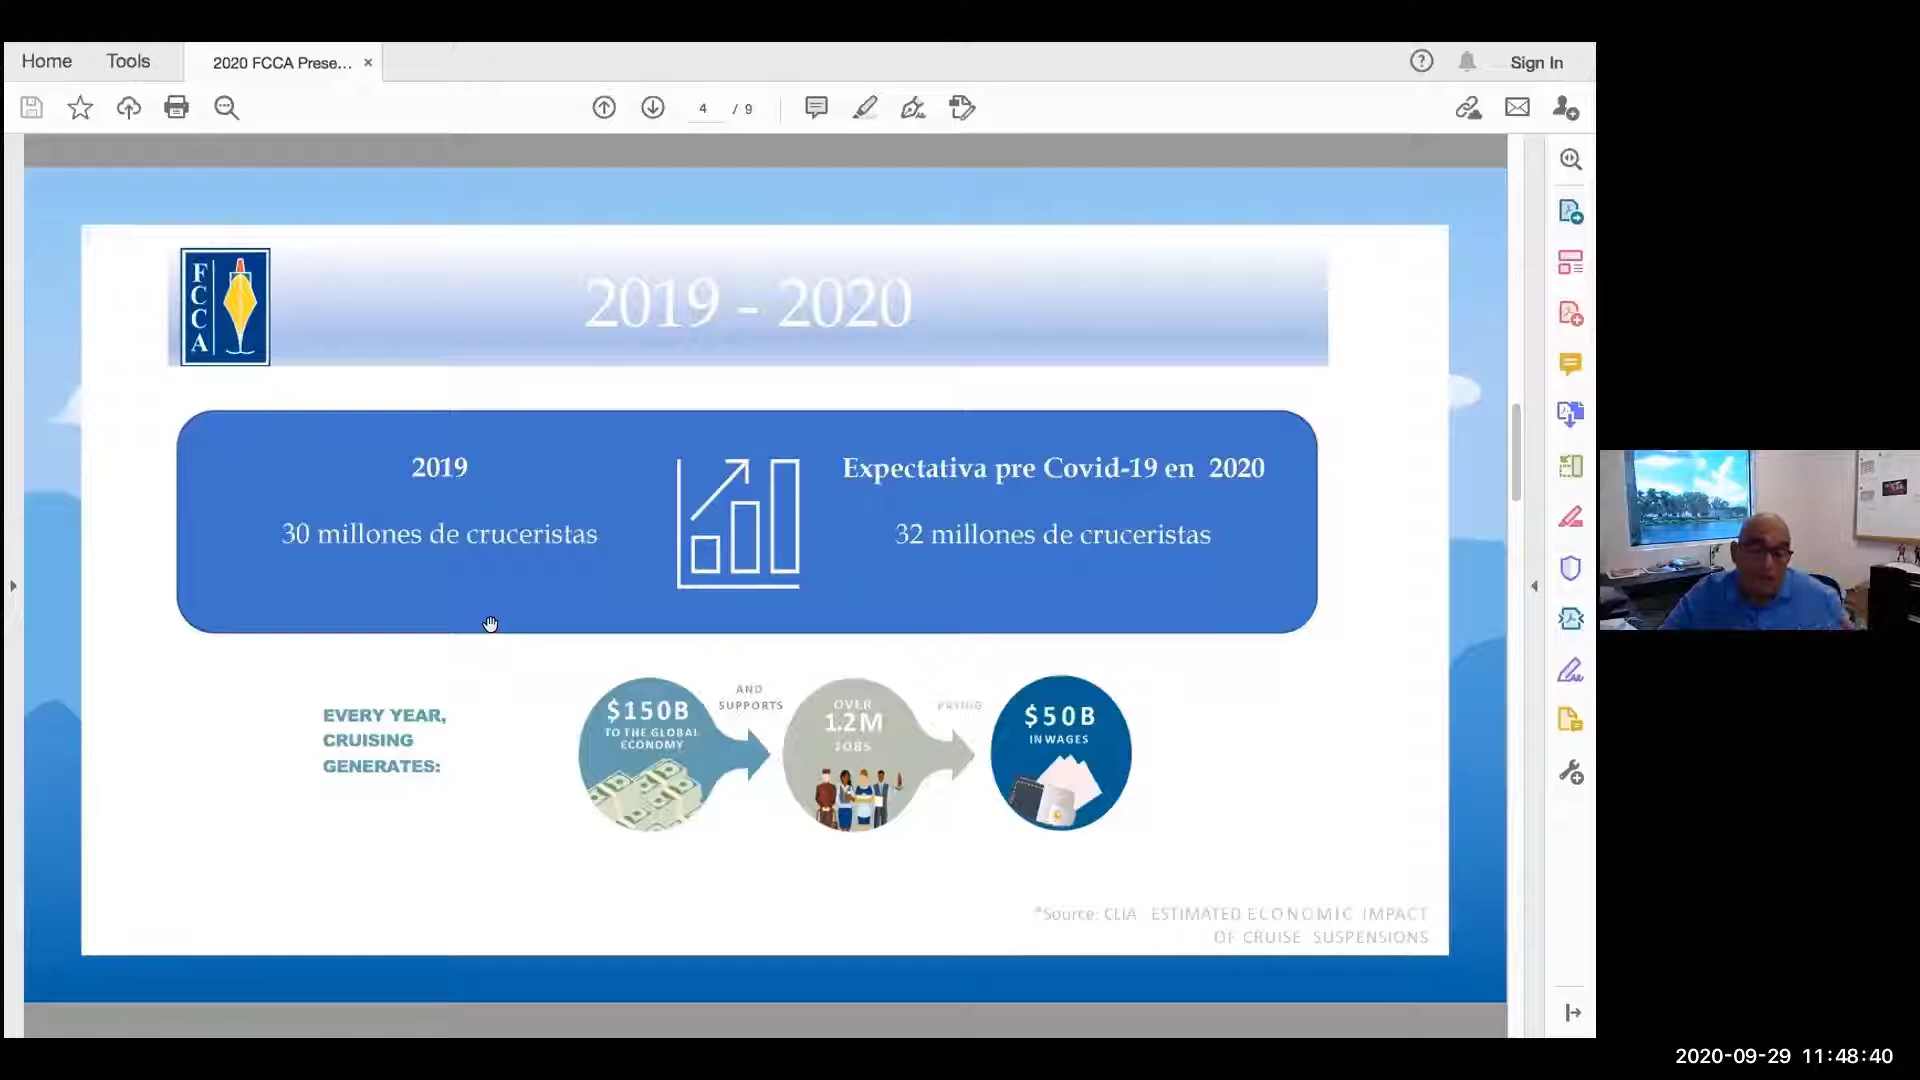 Home
Tools
2020 FCCA Prese...
Sign In
4 / 9
FCCA
2019 - 2020
2019
30 millones de cruceristas
Expectativa pre Covid-19 en 2020
32 millones de cruceristas
EVERY YEAR,
CRUISING
GENERATES:
$150B
TO THE GLOBAL
ECONOMY
AND
SUPPORTS
OVER
1.2M
JOBS
PAYING
$50B
IN WAGES
*Source: CLIA ESTIMATED ECONOMIC IMPACT
OF CRUISE SUSPENSIONS
2020-09-29 11:48:40